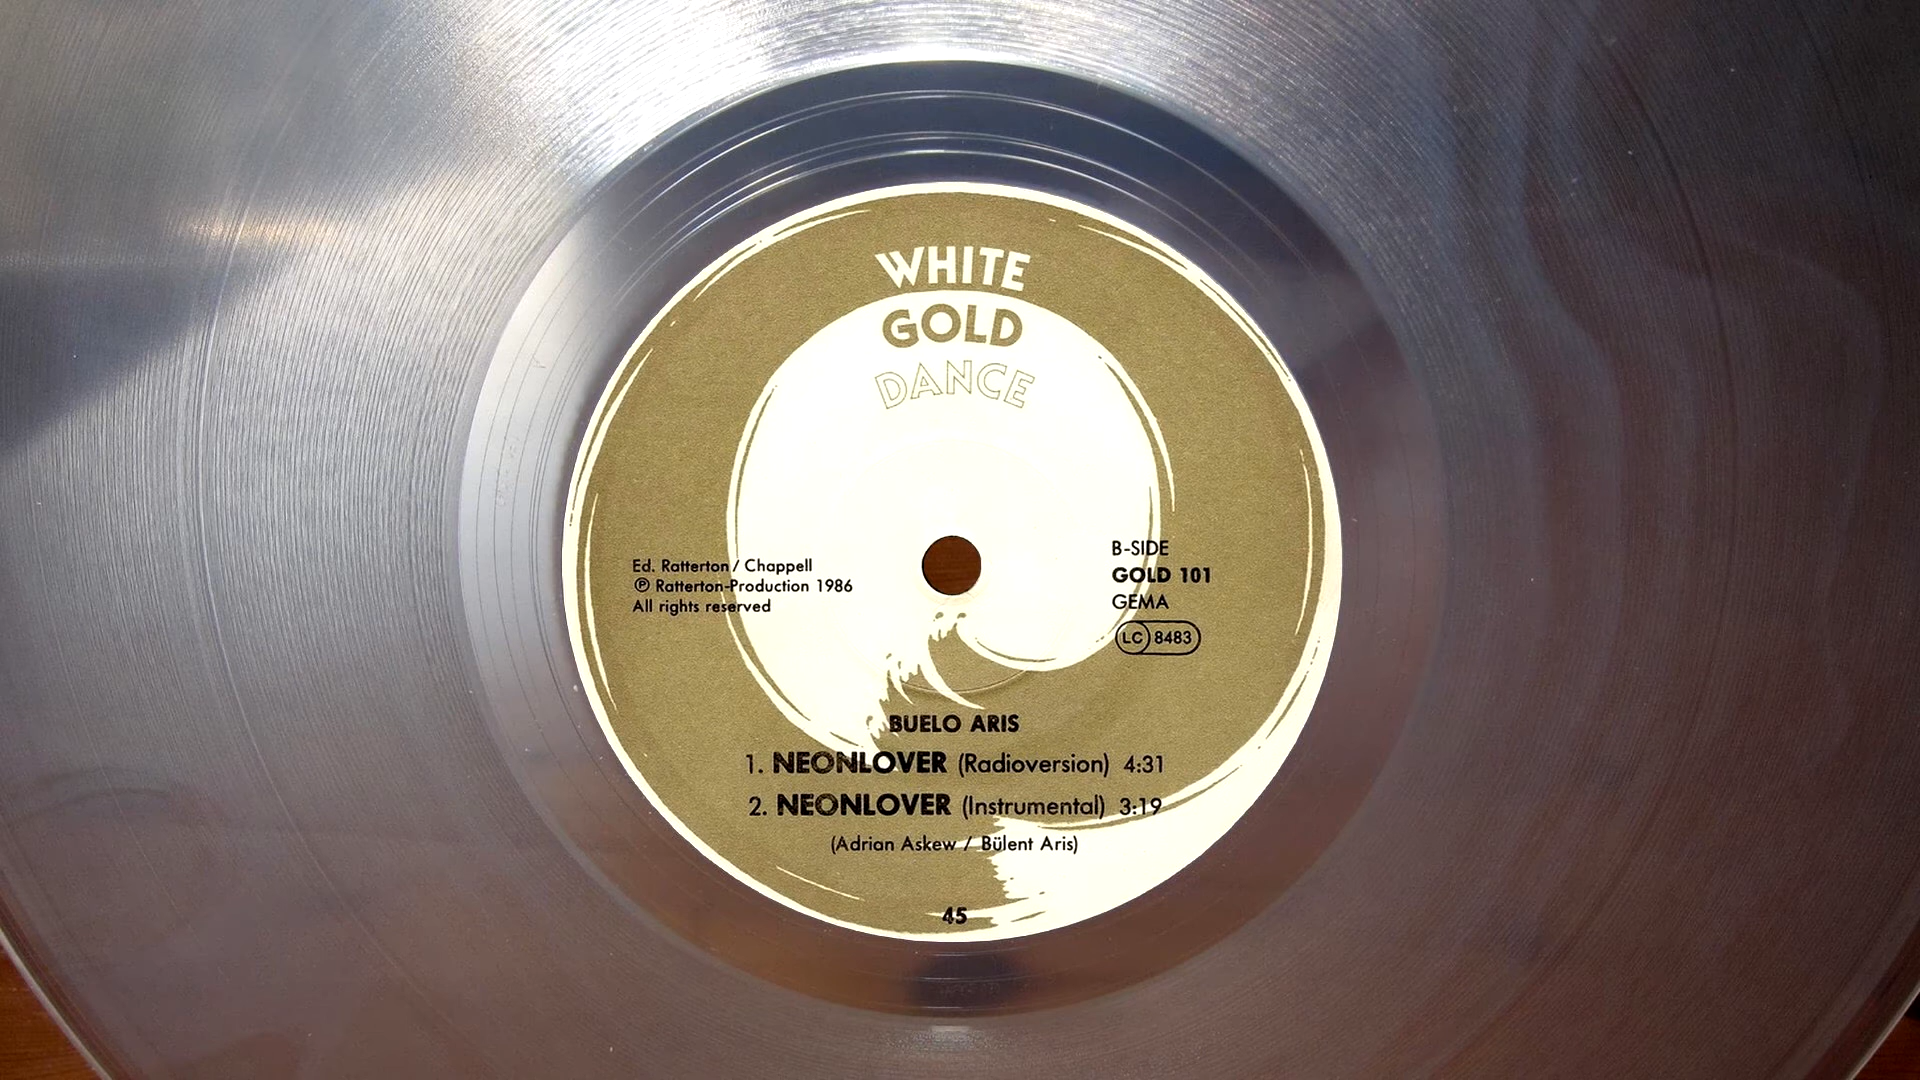 WHITE
GOLD
DANCE
Ed. Ratterton / Chappell
Ⓟ Ratterton-Production 1986
All rights reserved
B-SIDE
GOLD 101
GEMA
LC 8483
BUELO ARIS
1. NEONLOVER (Radioversion) 4:31
2. NEONLOVER (Instrumental) 3:19
(Adrian Askew / Bülent Aris)
45